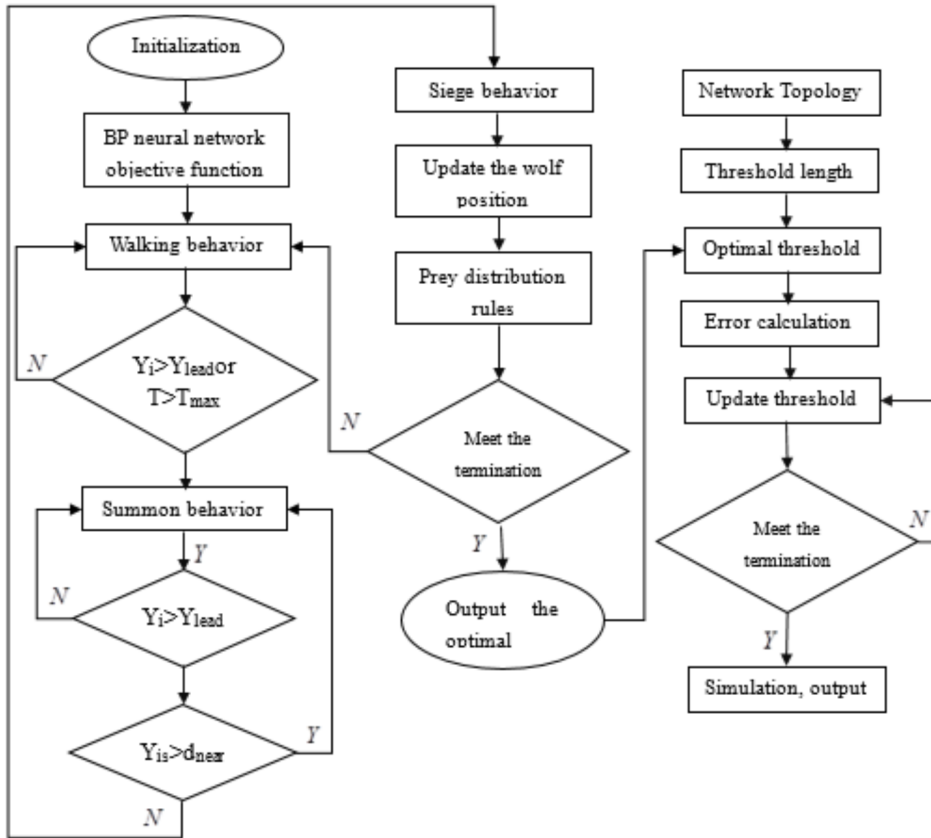 Initialization
BP neural network
objective function
Walking behavior
N
Yi>Yleador
T>Tmax
Summon behavior
Y
N
Yi>Ylead
Yis>dnear
Y
N
Siege behavior
Update the wolf
position
Prey distribution
rules
N
Meet the
termination
Y
Output the
optimal
Network Topology
Threshold length
Optimal threshold
Error calculation
Update threshold
N
Meet the
termination
Y
Simulation, output